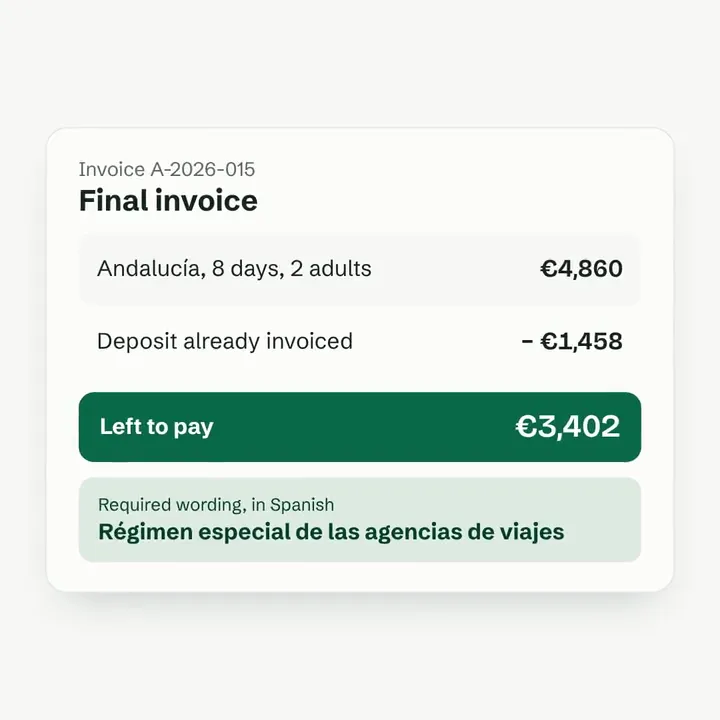 Invoice A-2026-015
Final invoice
Andalucía, 8 days, 2 adults €4,860
Deposit already invoiced − €1,458
Left to pay €3,402
Required wording, in Spanish
Régimen especial de las agencias de viajes